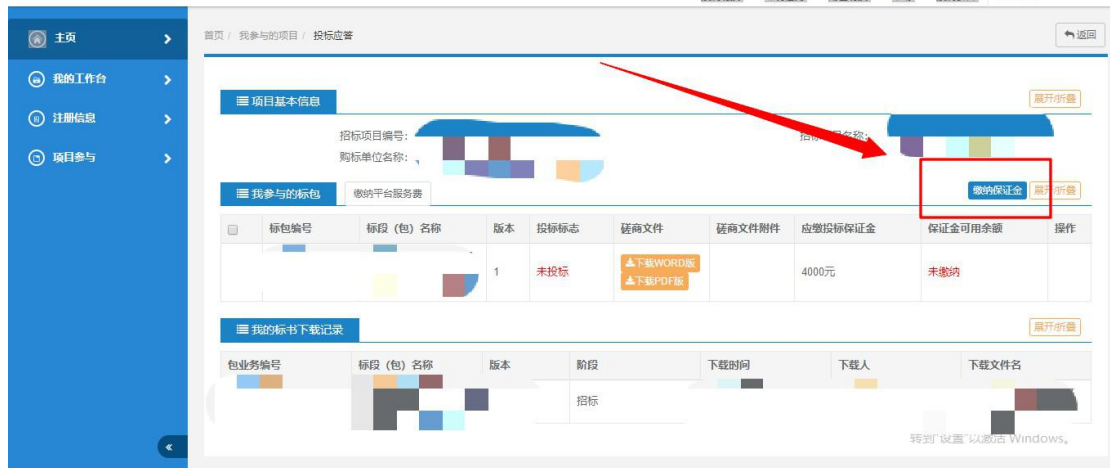 主页
首页 / 我参与的项目 / 投标应答
返回
我的工作台
注册信息
项目参与
项目基本信息
展开/折叠
招标项目编号:
购标单位名称:
我参与的标包
缴纳平台服务费
缴纳保证金
展开/折叠
标包编号 标段（包）名称 版本 投标标志 磋商文件 磋商文件附件 应缴投标保证金 保证金可用余额 操作
1 未投标 下载WORD版 4000元 未缴纳
下载PDF版
我的标书下载记录
展开/折叠
包业务编号 标段（包）名称 版本 阶段 下载时间 下载人 下载文件名
招标
转到"设置"以激活 Windows。